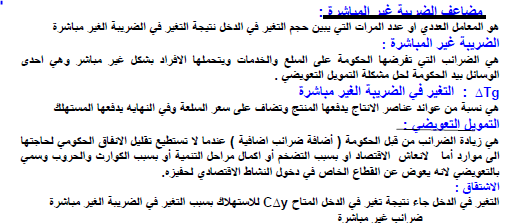 مضاعف الضريبة غير المباشرة :
هو المعامل العددي او عدد المرات التي يبين حجم التغير في الدخل نتيجة التغير في الضريبة الغير مباشرة
الضريبة غير المباشرة :
هي الضرائب التي تفرضها الحكومة على السلع والخدمات ويتحملها الافراد بشكل غير مباشر وهي احدى
الوسائل بيد الحكومة لحل مشكلة التمويل التعويضي .
ΔTg : التغير في الضريبة الغير مباشرة
هي نسبة من عوائد عناصر الانتاج يدفعها المنتج وتضاف على سعر السلعة وفي النهايه يدفعها المستهلك
التمويل التعويضي :
هي زيادة الضرائب من قبل الحكومة ( أضافة ضرائب اضافية ) عندما لا تستطيع تقليل الانفاق الحكومي لحاجتها
الى موارد أما لانعاش الاقتصاد او بسبب التضخم أو اكمال مراحل التنمية أو بسبب الكوارث والحروب وسمي
بالتعويضي لانه يعوض عن القطاع الخاص في دخول النشاط الاقتصادي لحفيزه.
الاشتقاق :
التغير في الدخل جاء نتيجة تغير في الدخل المتاح CΔy للاستهلاك بسبب التغير في الضريبة الغير مباشرة
ضرائب غير مباشرة